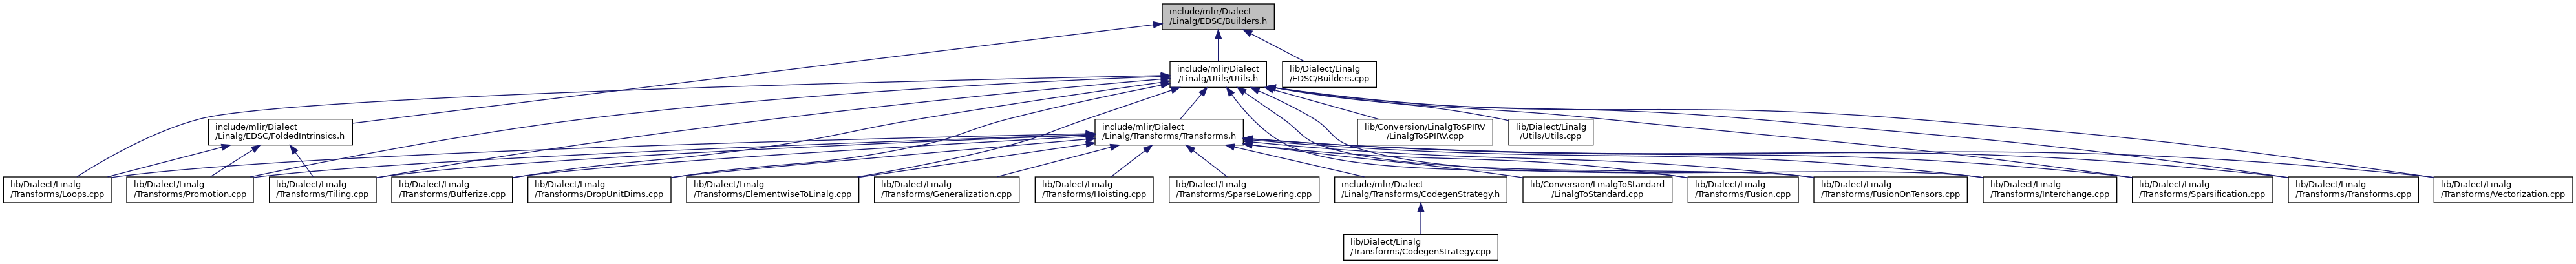 include/mlir/Dialect
/Linalg/EDSC/Builders.h
include/mlir/Dialect
/Linalg/Utils/Utils.h
lib/Dialect/Linalg
/EDSC/Builders.cpp
include/mlir/Dialect
/Linalg/EDSC/FoldedIntrinsics.h
include/mlir/Dialect
/Linalg/Transforms/Transforms.h
lib/Conversion/LinalgToSPIRV
/LinalgToSPIRV.cpp
lib/Dialect/Linalg
/Utils/Utils.cpp
lib/Dialect/Linalg
/Transforms/Loops.cpp
lib/Dialect/Linalg
/Transforms/Promotion.cpp
lib/Dialect/Linalg
/Transforms/Tiling.cpp
lib/Dialect/Linalg
/Transforms/Bufferize.cpp
lib/Dialect/Linalg
/Transforms/DropUnitDims.cpp
lib/Dialect/Linalg
/Transforms/ElementwiseToLinalg.cpp
lib/Dialect/Linalg
/Transforms/Generalization.cpp
lib/Dialect/Linalg
/Transforms/Hoisting.cpp
lib/Dialect/Linalg
/Transforms/SparseLowering.cpp
include/mlir/Dialect
/Linalg/Transforms/CodegenStrategy.h
lib/Conversion/LinalgToStandard
/LinalgToStandard.cpp
lib/Dialect/Linalg
/Transforms/Fusion.cpp
lib/Dialect/Linalg
/Transforms/FusionOnTensors.cpp
lib/Dialect/Linalg
/Transforms/Interchange.cpp
lib/Dialect/Linalg
/Transforms/Sparsification.cpp
lib/Dialect/Linalg
/Transforms/Transforms.cpp
lib/Dialect/Linalg
/Transforms/Vectorization.cpp
lib/Dialect/Linalg
/Transforms/CodegenStrategy.cpp